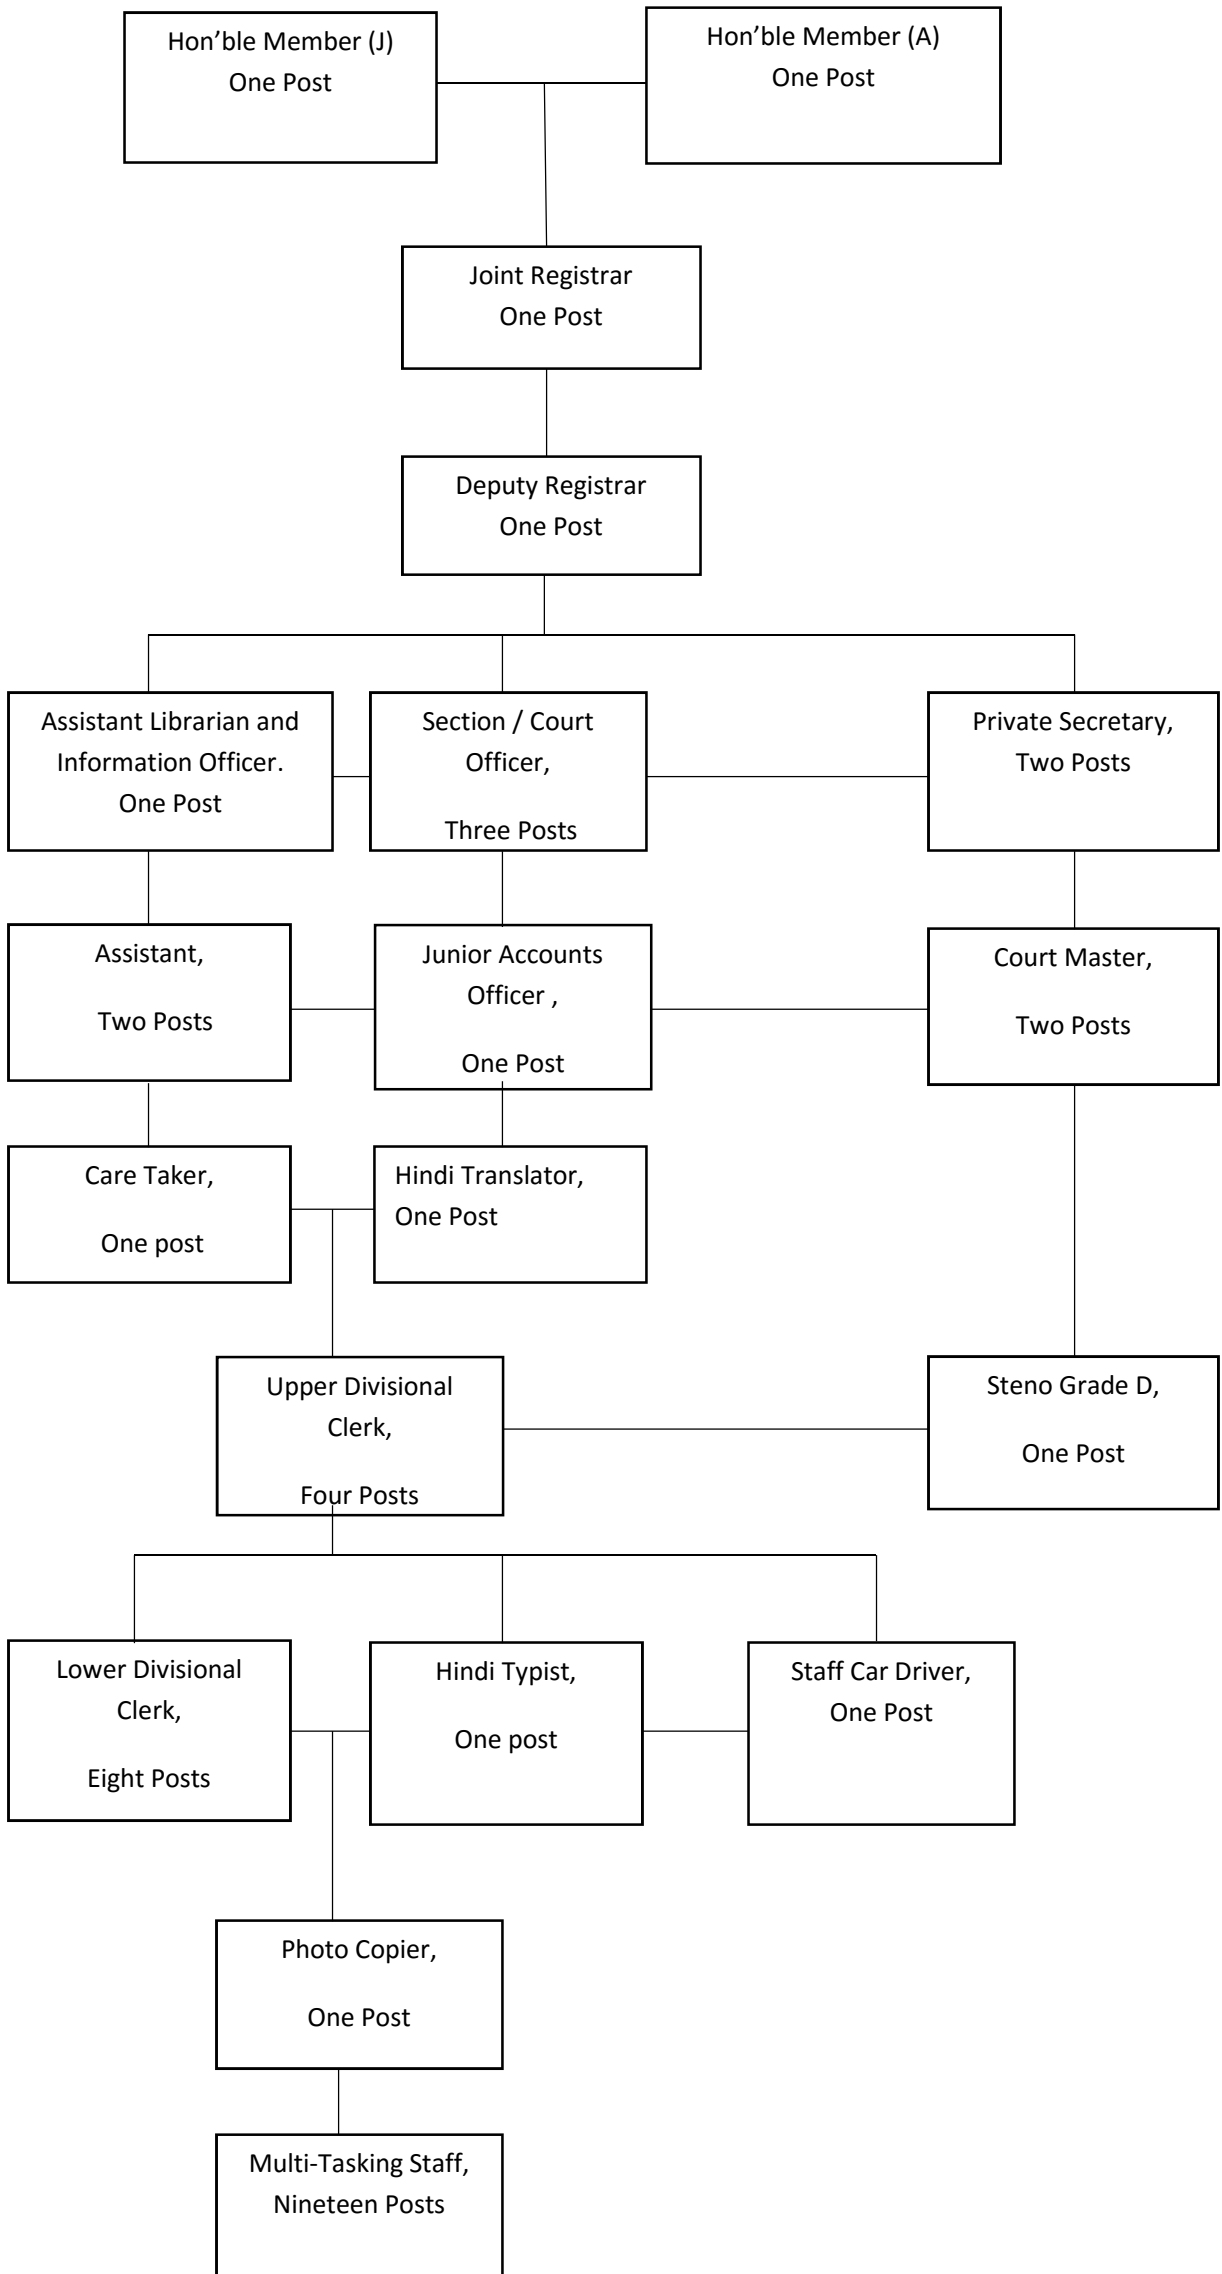 Hon’ble Member (J)
One Post
Hon’ble Member (A)
One Post
Joint Registrar
One Post
Deputy Registrar
One Post
Assistant Librarian and
Information Officer.
One Post
Section / Court
Officer,
Three Posts
Private Secretary,
Two Posts
Assistant,
Two Posts
Junior Accounts
Officer ,
One Post
Court Master,
Two Posts
Care Taker,
One post
Hindi Translator,
One Post
Upper Divisional
Clerk,
Four Posts
Steno Grade D,
One Post
Lower Divisional
Clerk,
Eight Posts
Hindi Typist,
One post
Staff Car Driver,
One Post
Photo Copier,
One Post
Multi-Tasking Staff,
Nineteen Posts